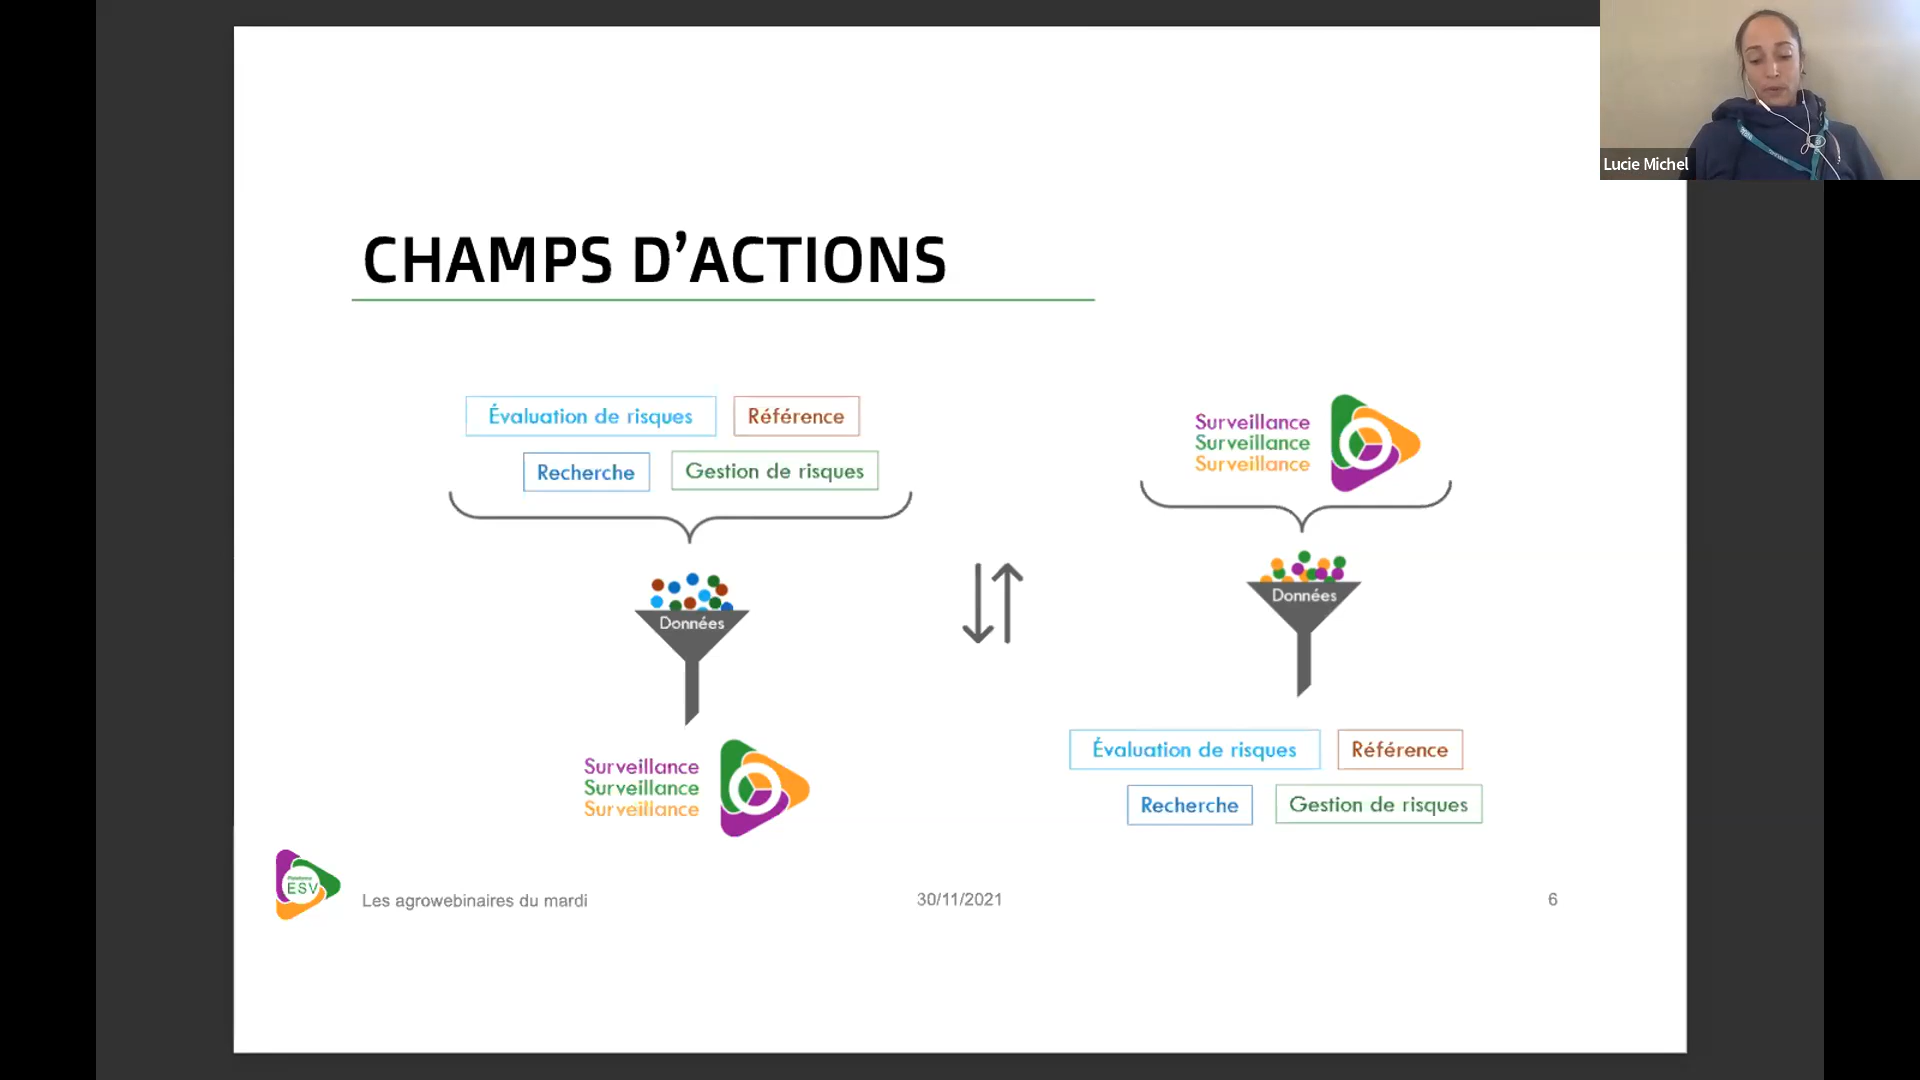 Lucie Michel
CHAMPS D’ACTIONS
Évaluation de risques
Référence
Recherche
Gestion de risques
Données
Surveillance
Surveillance
Surveillance
Surveillance
Surveillance
Surveillance
Données
Évaluation de risques
Référence
Recherche
Gestion de risques
ESV
Les agrowebinaires du mardi
30/11/2021
6